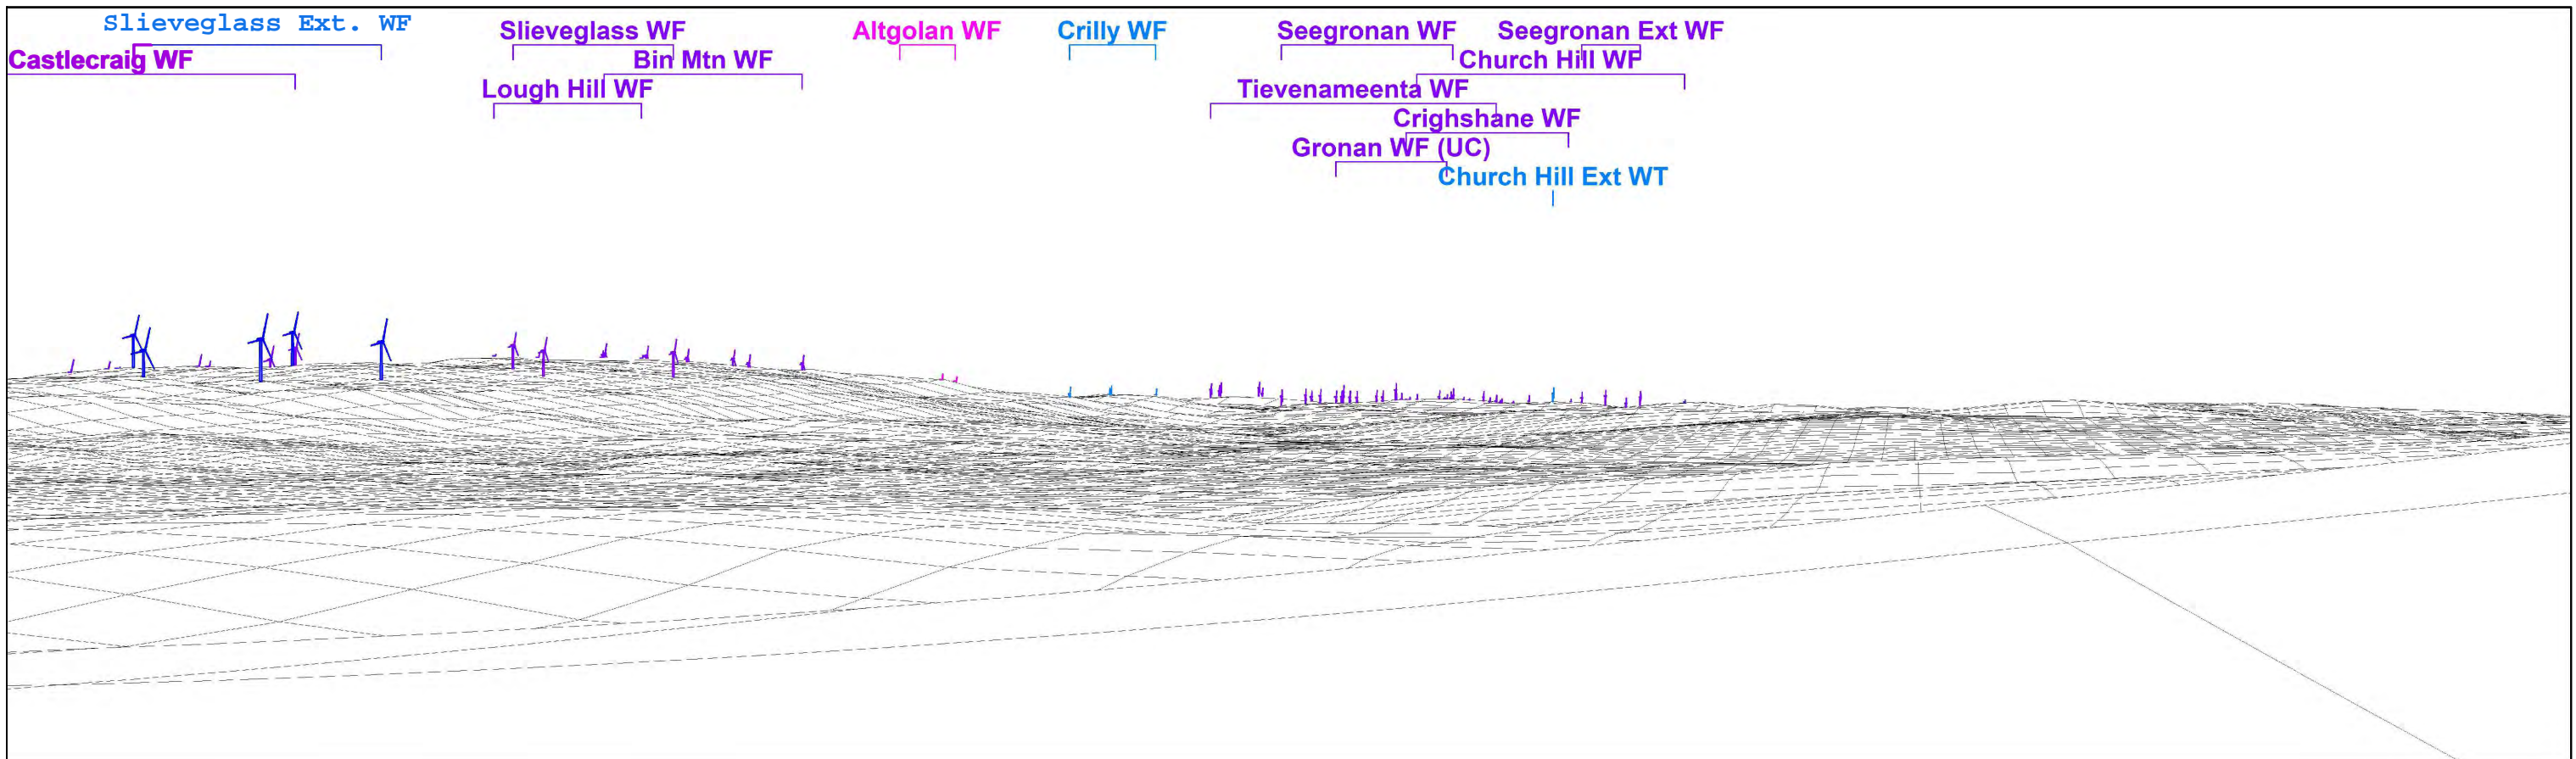 Slieveglass Ext. WF
Castlecraig WF
Slieveglass WF
Bin Mtn WF
Lough Hill WF
Altgolan WF
Crilly WF
Seegronan WF
Seegronan Ext WF
Church Hill WF
Tievenameenta WF
Crighshane WF
Gronan WF (UC)
Church Hill Ext WT